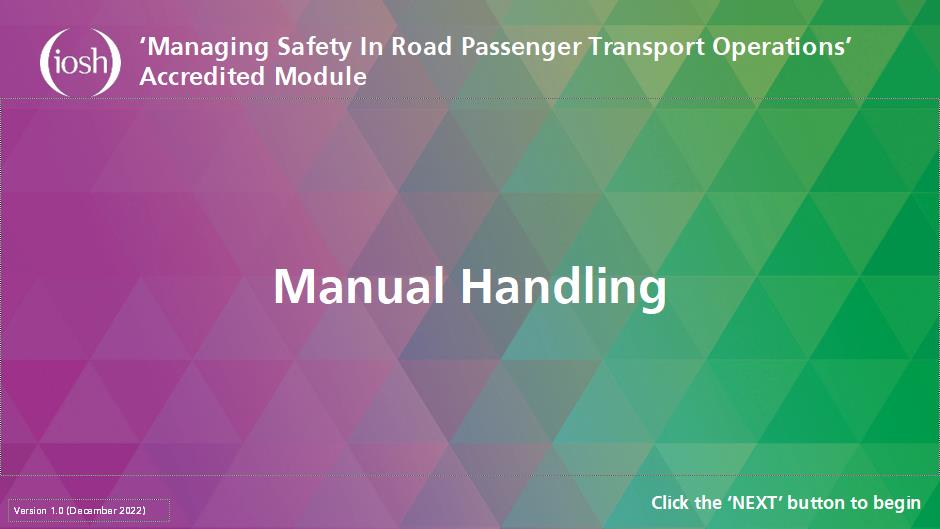 iosh
‘Managing Safety In Road Passenger Transport Operations’
Accredited Module
Manual Handling
Version 1.0 (December 2022)
Click the ‘NEXT’ button to begin